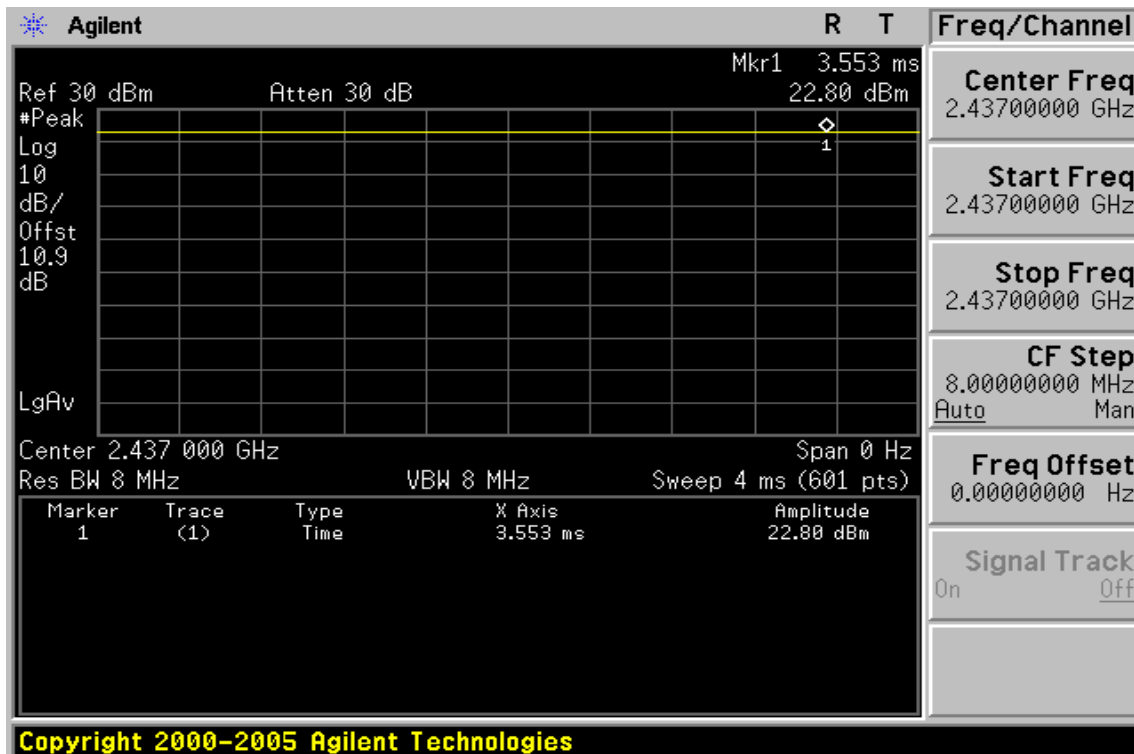 Agilent R T
Mkr1 3.553 ms
Ref 30 dBm Atten 30 dB 22.80 dBm
#Peak
Log
10
dB/
Offst
10.9
dB
LgAv
1
Center 2.437 000 GHz Span 0 Hz
Res BW 8 MHz VBW 8 MHz Sweep 4 ms (601 pts)
Marker Trace Type X Axis Amplitude
1 (1) Time 3.553 ms 22.80 dBm
Copyright 2000-2005 Agilent Technologies
Freq/Channel
Center Freq
2.43700000 GHz
Start Freq
2.43700000 GHz
Stop Freq
2.43700000 GHz
CF Step
8.00000000 MHz
Auto Man
Freq Offset
0.00000000 Hz
Signal Track
On Off